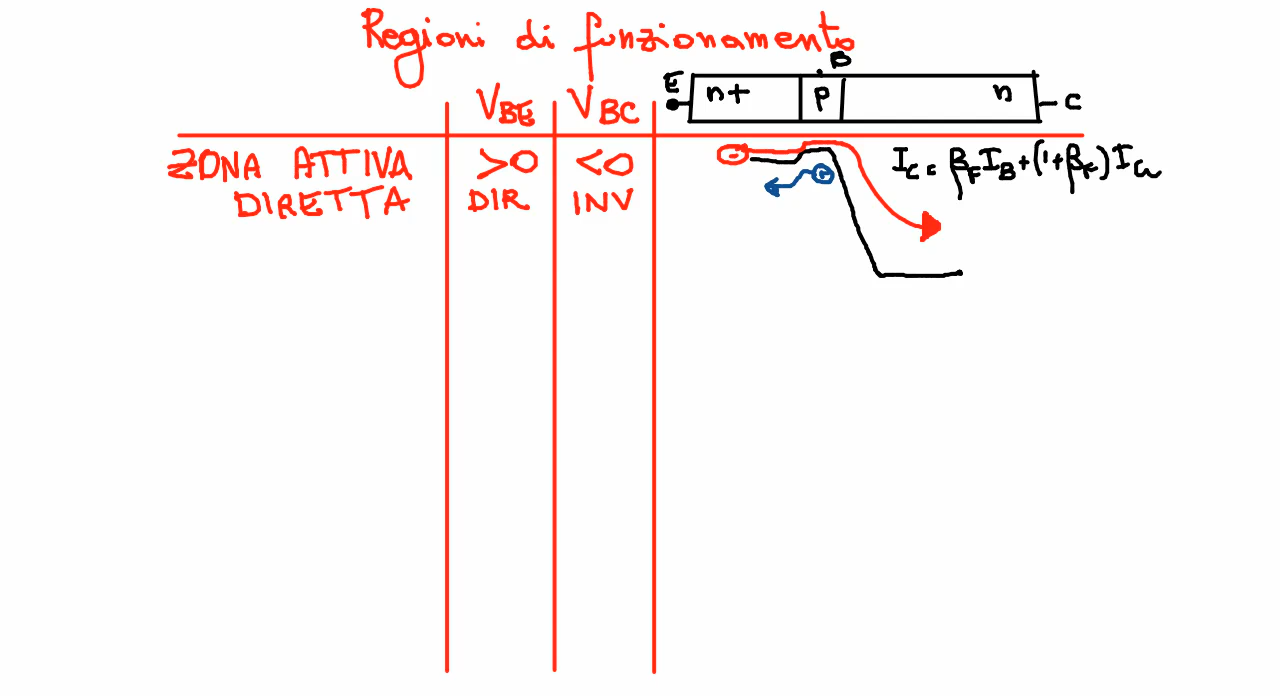 Regioni di funzionamento
B
E n+ p n C
VBE VBC
ZONA ATTIVA >0 <0 IC = βF IB + (1+βF) ICo
DIRETTA DIR INV